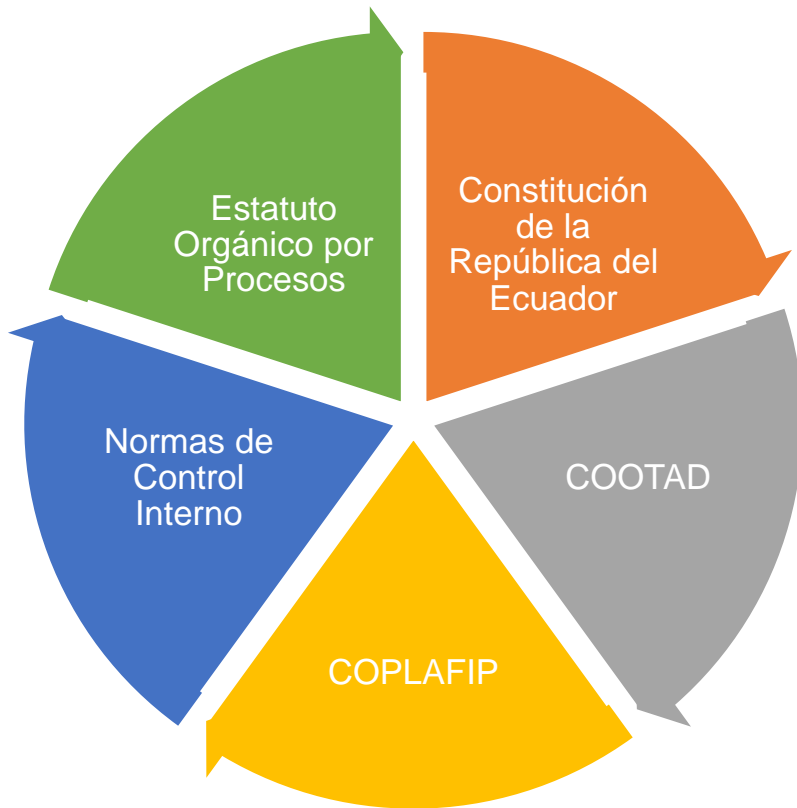 Constitución
de la
República del
Ecuador
COOTAD
COPLAFIP
Normas de
Control
Interno
Estatuto
Orgánico por
Procesos